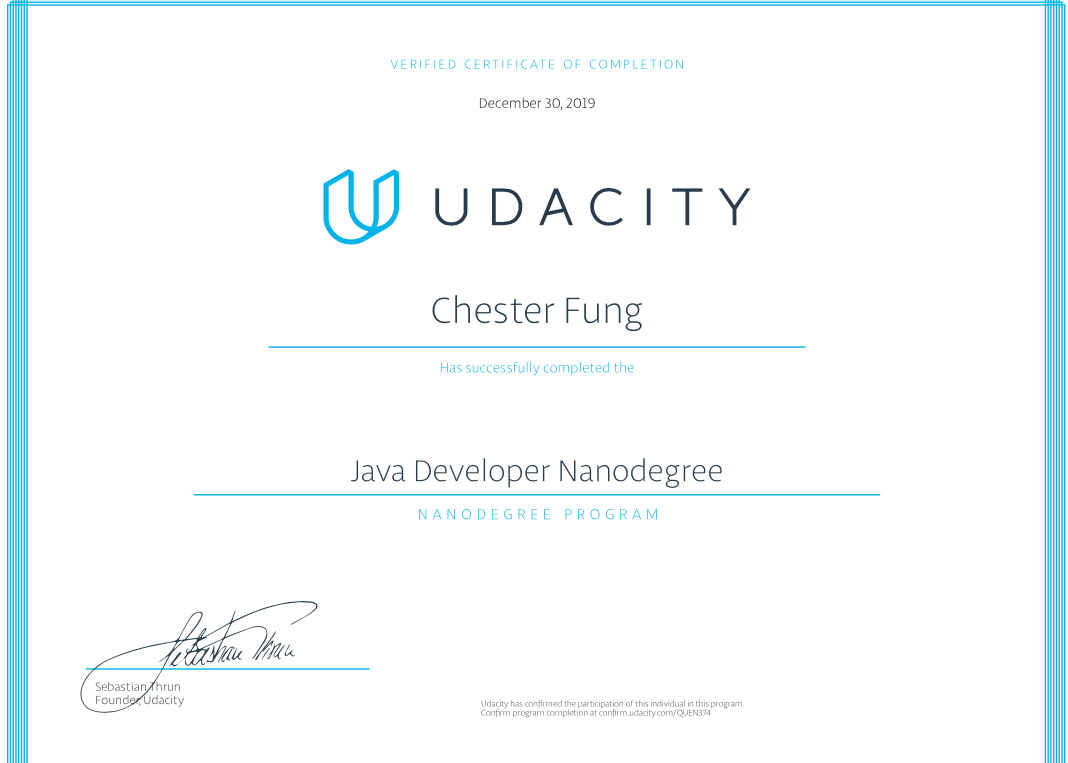 VERIFIED CERTIFICATE OF COMPLETION
December 30, 2019
UDACITY
Chester Fung
Has successfully completed the
Java Developer Nanodegree
NANODEGREE PROGRAM
Sebastian Thrun
Sebastian Thrun
Founder, Udacity
Udacity has confirmed the participation of this individual in this program.
Confirm program completion at confirm.udacity.com/QUEN374